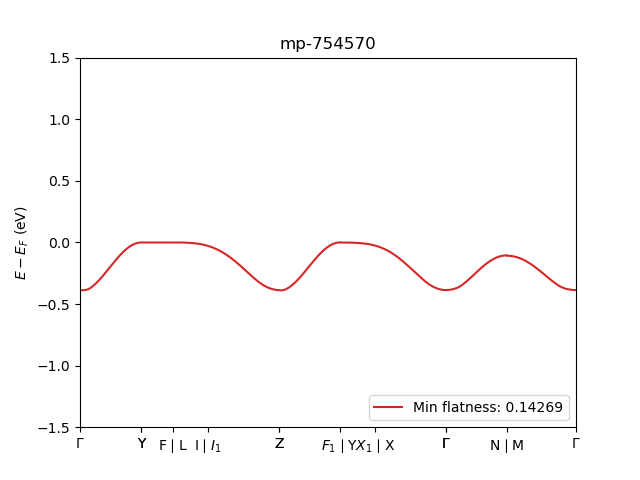 mp-754570
E − E_F (eV)
1.5
1.0
0.5
0.0
−0.5
−1.0
−1.5
Min flatness: 0.14269
Γ Y F | L I | I₁ Z F₁ | Y X₁ | X Γ N | M Γ